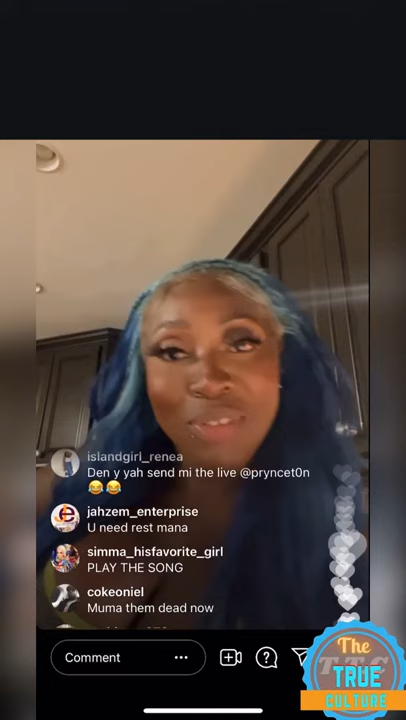 islandgirl_renea
Den y yah send mi the live @pryncet0n
😂😂
jahzem_enterprise
U need rest mana
simma_hisfavorite_girl
PLAY THE SONG
cokeoniel
Muma them dead now
Comment
The
TRUE
CULTURE